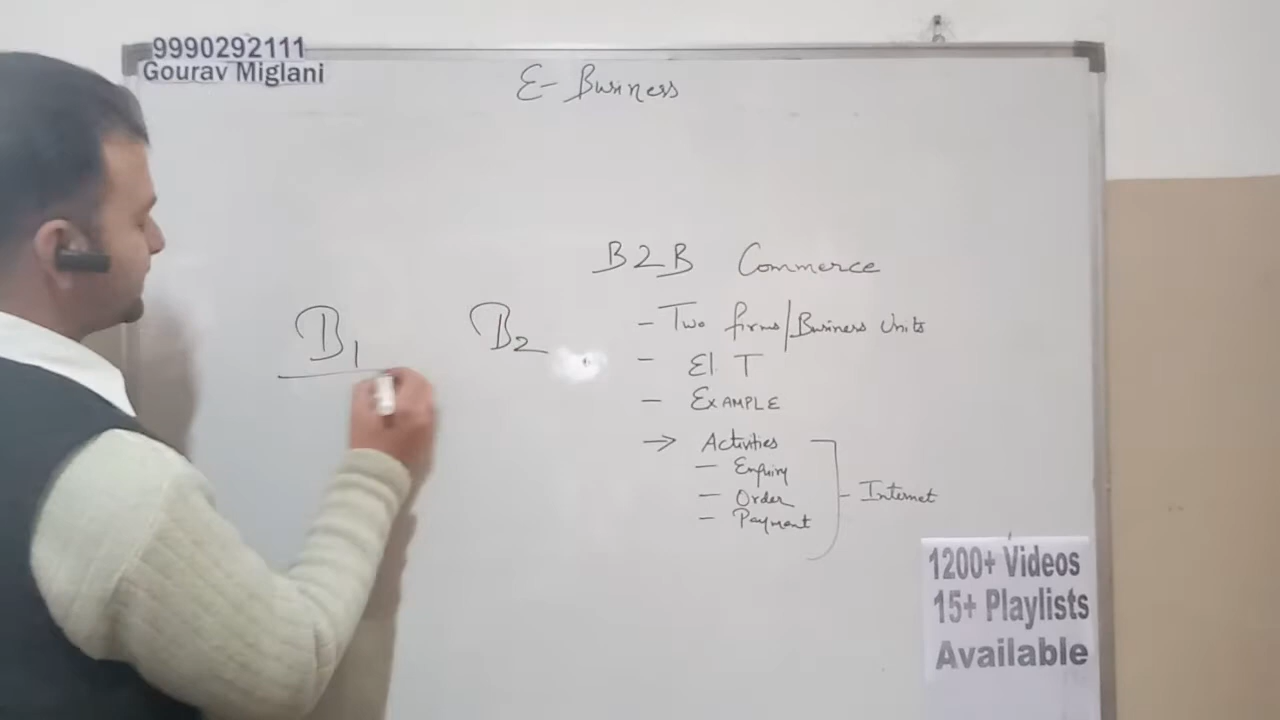 9990292111
Gourav Miglani
E- Business
B2B Commerce
- Two firms/Business Units
- El. T
- EXAMPLE
→ Activities
- Enquiry
- Order
- Payment
- Internet
B1
B2
1200+ Videos
15+ Playlists
Available